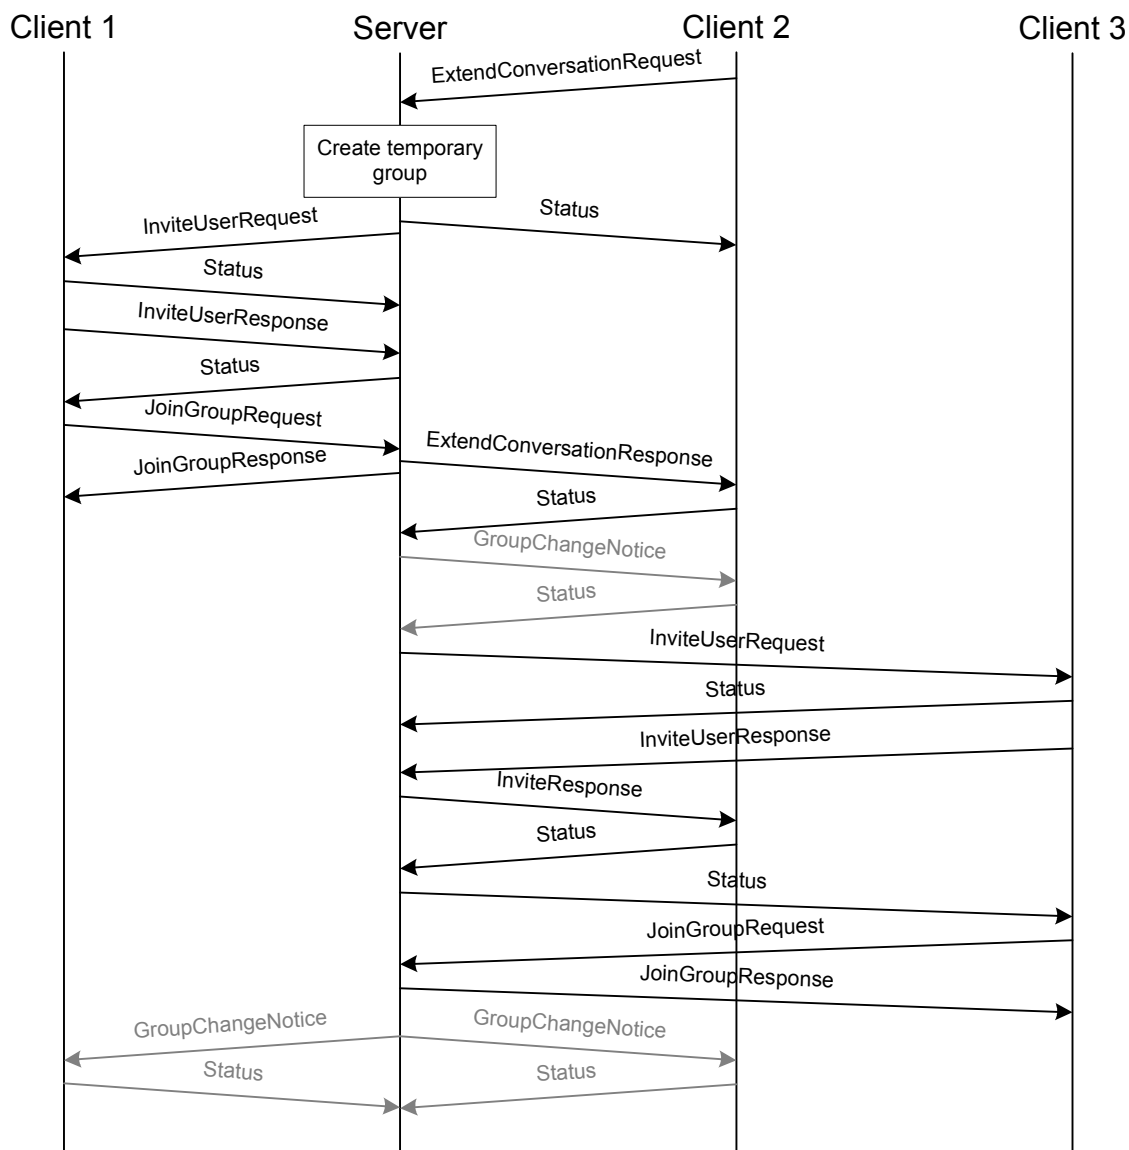 Client 1
Server
Client 2
Client 3
ExtendConversationRequest
Create temporary
group
Status
InviteUserRequest
Status
InviteUserResponse
Status
JoinGroupRequest
ExtendConversationResponse
JoinGroupResponse
Status
GroupChangeNotice
Status
InviteUserRequest
Status
InviteUserResponse
InviteResponse
Status
Status
JoinGroupRequest
JoinGroupResponse
GroupChangeNotice
GroupChangeNotice
Status
Status